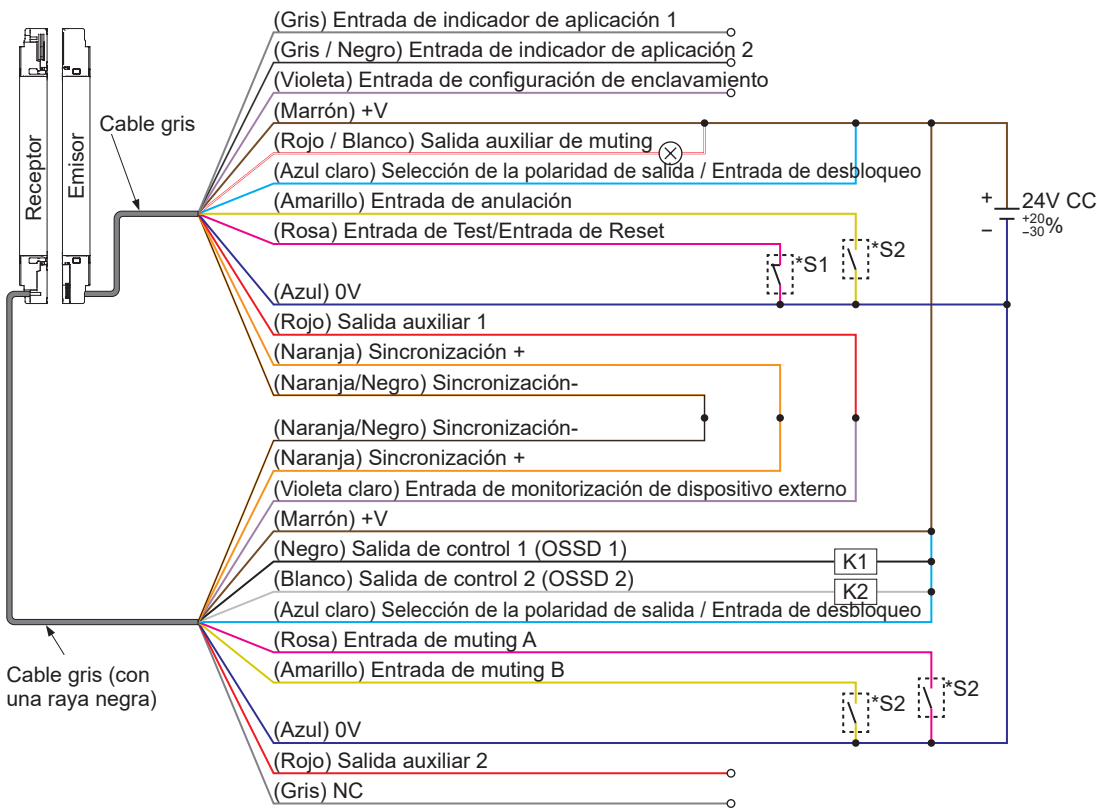 (Gris) Entrada de indicador de aplicación 1
(Gris / Negro) Entrada de indicador de aplicación 2
(Violeta) Entrada de configuración de enclavamiento
(Marrón) +V
(Rojo / Blanco) Salida auxiliar de muting
(Azul claro) Selección de la polaridad de salida / Entrada de desbloqueo
(Amarillo) Entrada de anulación
(Rosa) Entrada de Test/Entrada de Reset
(Azul) 0V
(Rojo) Salida auxiliar 1
(Naranja) Sincronización +
(Naranja/Negro) Sincronización-
(Naranja/Negro) Sincronización-
(Naranja) Sincronización +
(Violeta claro) Entrada de monitorización de dispositivo externo
(Marrón) +V
(Negro) Salida de control 1 (OSSD 1)
(Blanco) Salida de control 2 (OSSD 2)
(Azul claro) Selección de la polaridad de salida / Entrada de desbloqueo
(Rosa) Entrada de muting A
(Amarillo) Entrada de muting B
(Azul) 0V
(Rojo) Salida auxiliar 2
(Gris) NC
Receptor
Emisor
Cable gris
Cable gris (con
una raya negra)
*S1
*S2
+
−
24V CC
+20
−30 %
K1
K2
*S2
*S2